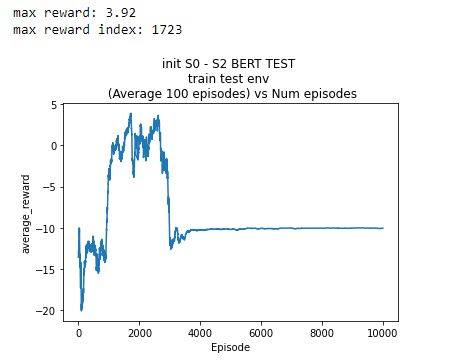 max reward: 3.92
max reward index: 1723
init S0 - S2 BERT TEST
train test env
(Average 100 episodes) vs Num episodes
5
0
−5
−10
−15
−20
average_reward
0 2000 4000 6000 8000 10000
Episode